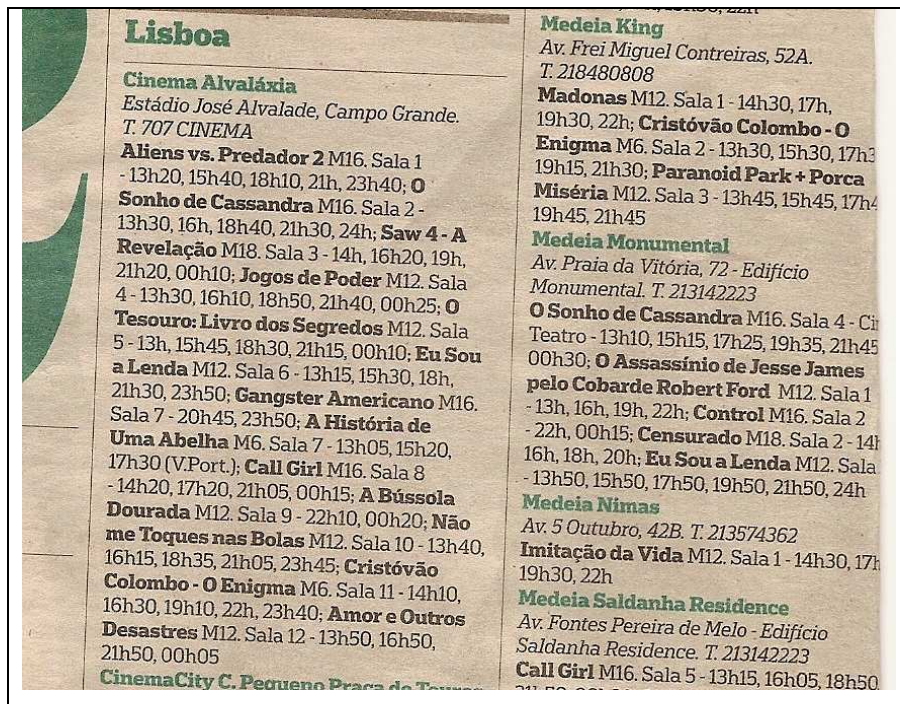 Lisboa
Cinema Alvaláxia
Estádio José Alvalade, Campo Grande.
T. 707 CINEMA
Aliens vs. Predador 2 M16. Sala 1
- 13h20, 15h40, 18h10, 21h, 23h40; O
Sonho de Cassandra M16. Sala 2 -
13h30, 16h, 18h40, 21h30, 24h; Saw 4 - A
Revelação M18. Sala 3 - 14h, 16h20, 19h,
21h20, 00h10; Jogos de Poder M12. Sala
4 - 13h30, 16h10, 18h50, 21h40, 00h25; O
Tesouro: Livro dos Segredos M12. Sala
5 - 13h, 15h45, 18h30, 21h15, 00h10; Eu Sou
a Lenda M12. Sala 6 - 13h15, 15h30, 18h,
21h30, 23h50; Gangster Americano M16.
Sala 7 - 20h45, 23h50; A História de
Uma Abelha M6. Sala 7 - 13h05, 15h20,
17h30 (V.Port.); Call Girl M16. Sala 8
- 14h20, 17h20, 21h05, 00h15; A Bússola
Dourada M12. Sala 9 - 22h10, 00h20; Não
me Toques nas Bolas M12. Sala 10 - 13h40,
16h15, 18h35, 21h05, 23h45; Cristóvão
Colombo - O Enigma M6. Sala 11 - 14h10,
16h30, 19h10, 22h, 23h40; Amor e Outros
Desastres M12. Sala 12 - 13h50, 16h50,
21h50, 00h05
CinemaCity C. Pequeno Praça de Touros
Medeia King
Av. Frei Miguel Contreiras, 52A.
T. 218480808
Madonas M12. Sala 1 - 14h30, 17h,
19h30, 22h; Cristóvão Colombo - O
Enigma M6. Sala 2 - 13h30, 15h30, 17h3
19h15, 21h30; Paranoid Park + Porca
Miséria M12. Sala 3 - 13h45, 15h45, 17h4
19h45, 21h45
Medeia Monumental
Av. Praia da Vitória, 72 - Edifício
Monumental. T. 213142223
O Sonho de Cassandra M16. Sala 4 - Ci
Teatro - 13h10, 15h15, 17h25, 19h35, 21h45
00h30; O Assassínio de Jesse James
pelo Cobarde Robert Ford M12. Sala 1
- 13h, 16h, 19h, 22h; Control M16. Sala 2
- 22h, 00h15; Censurado M18. Sala 2 - 14h
16h, 18h, 20h; Eu Sou a Lenda M12. Sala
- 13h50, 15h50, 17h50, 19h50, 21h50, 24h
Medeia Nimas
Av. 5 Outubro, 42B. T. 213574362
Imitação da Vida M12. Sala 1 - 14h30, 17h
19h30, 22h
Medeia Saldanha Residence
Av. Fontes Pereira de Melo - Edifício
Saldanha Residence. T. 213142223
Call Girl M16. Sala 5 - 13h15, 16h05, 18h50